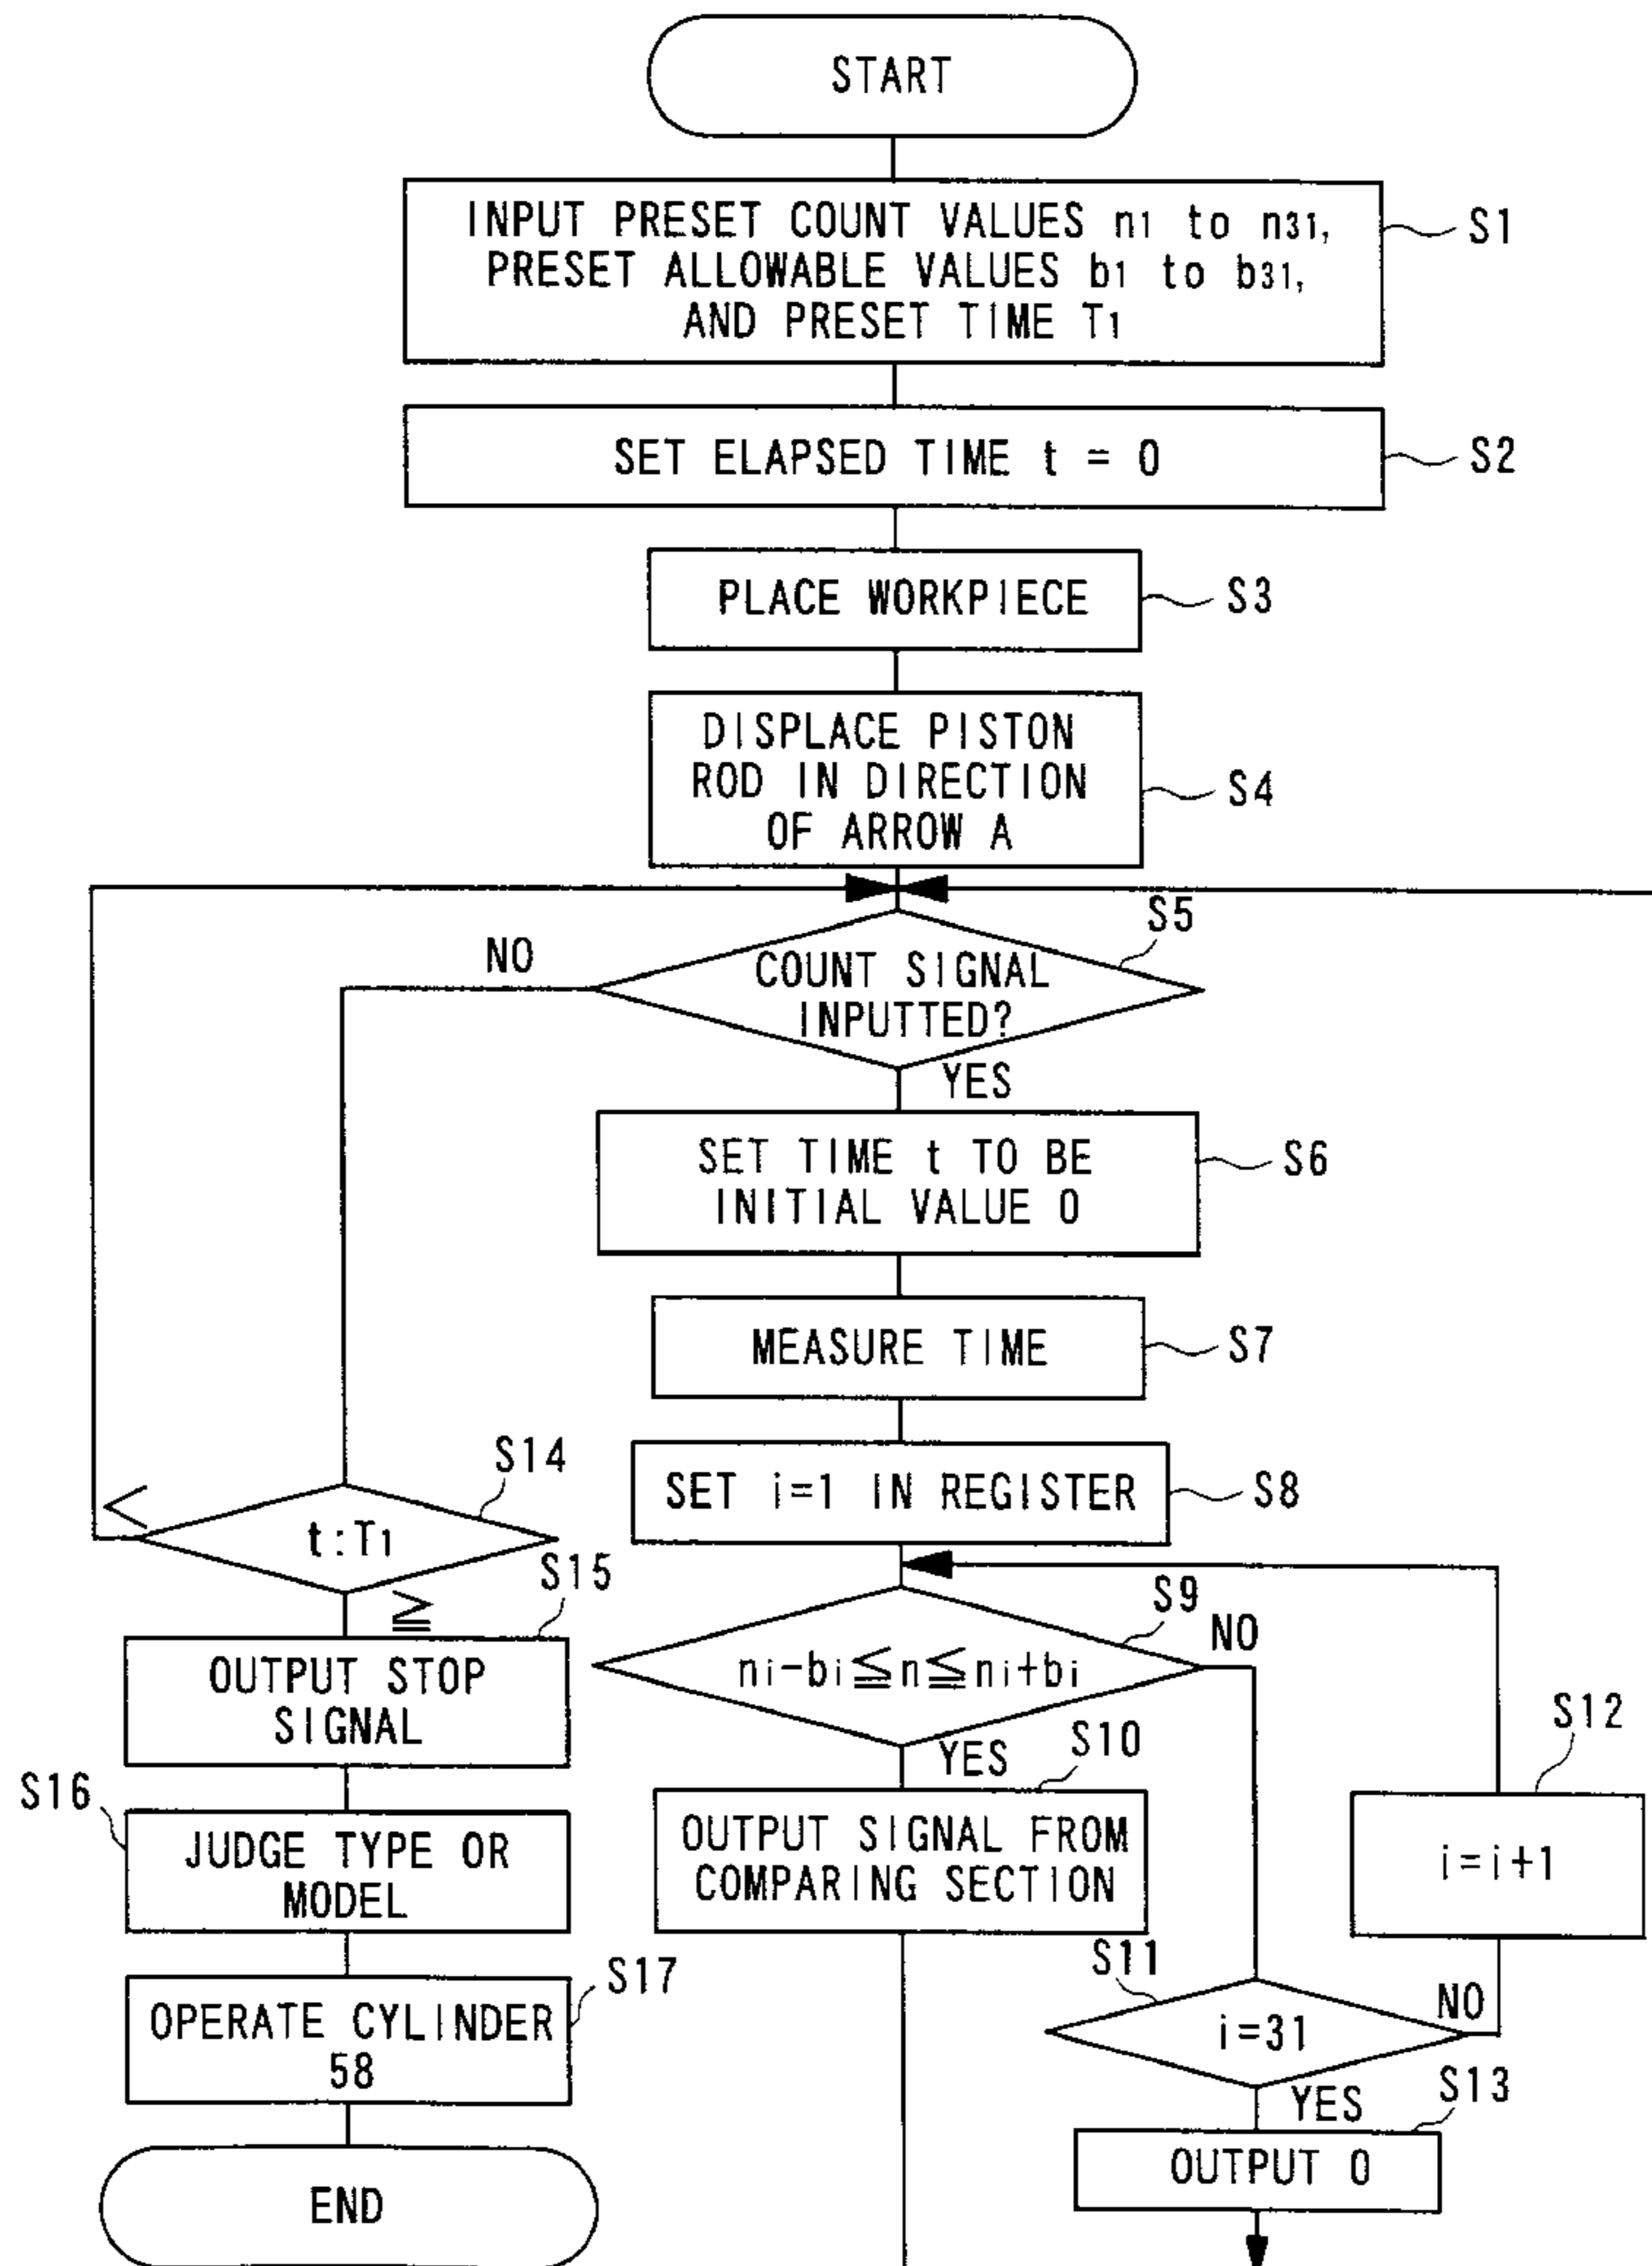 START
INPUT PRESET COUNT VALUES n1 to n31,
PRESET ALLOWABLE VALUES b1 to b31,
AND PRESET TIME T1
S1
SET ELAPSED TIME t = 0
S2
PLACE WORKPIECE
S3
DISPLACE PISTON
ROD IN DIRECTION
OF ARROW A
S4
S5
NO
COUNT SIGNAL
INPUTTED?
YES
SET TIME t TO BE
INITIAL VALUE 0
S6
MEASURE TIME
S7
SET i=1 IN REGISTER
S8
S14
<
t:T1
≧
S15
OUTPUT STOP
SIGNAL
S16
JUDGE TYPE OR
MODEL
S17
OPERATE CYLINDER
58
END
S9
NO
ni-bi≦n≦ni+bi
YES
S10
OUTPUT SIGNAL FROM
COMPARING SECTION
S12
i=i+1
S11
NO
i=31
YES
S13
OUTPUT 0